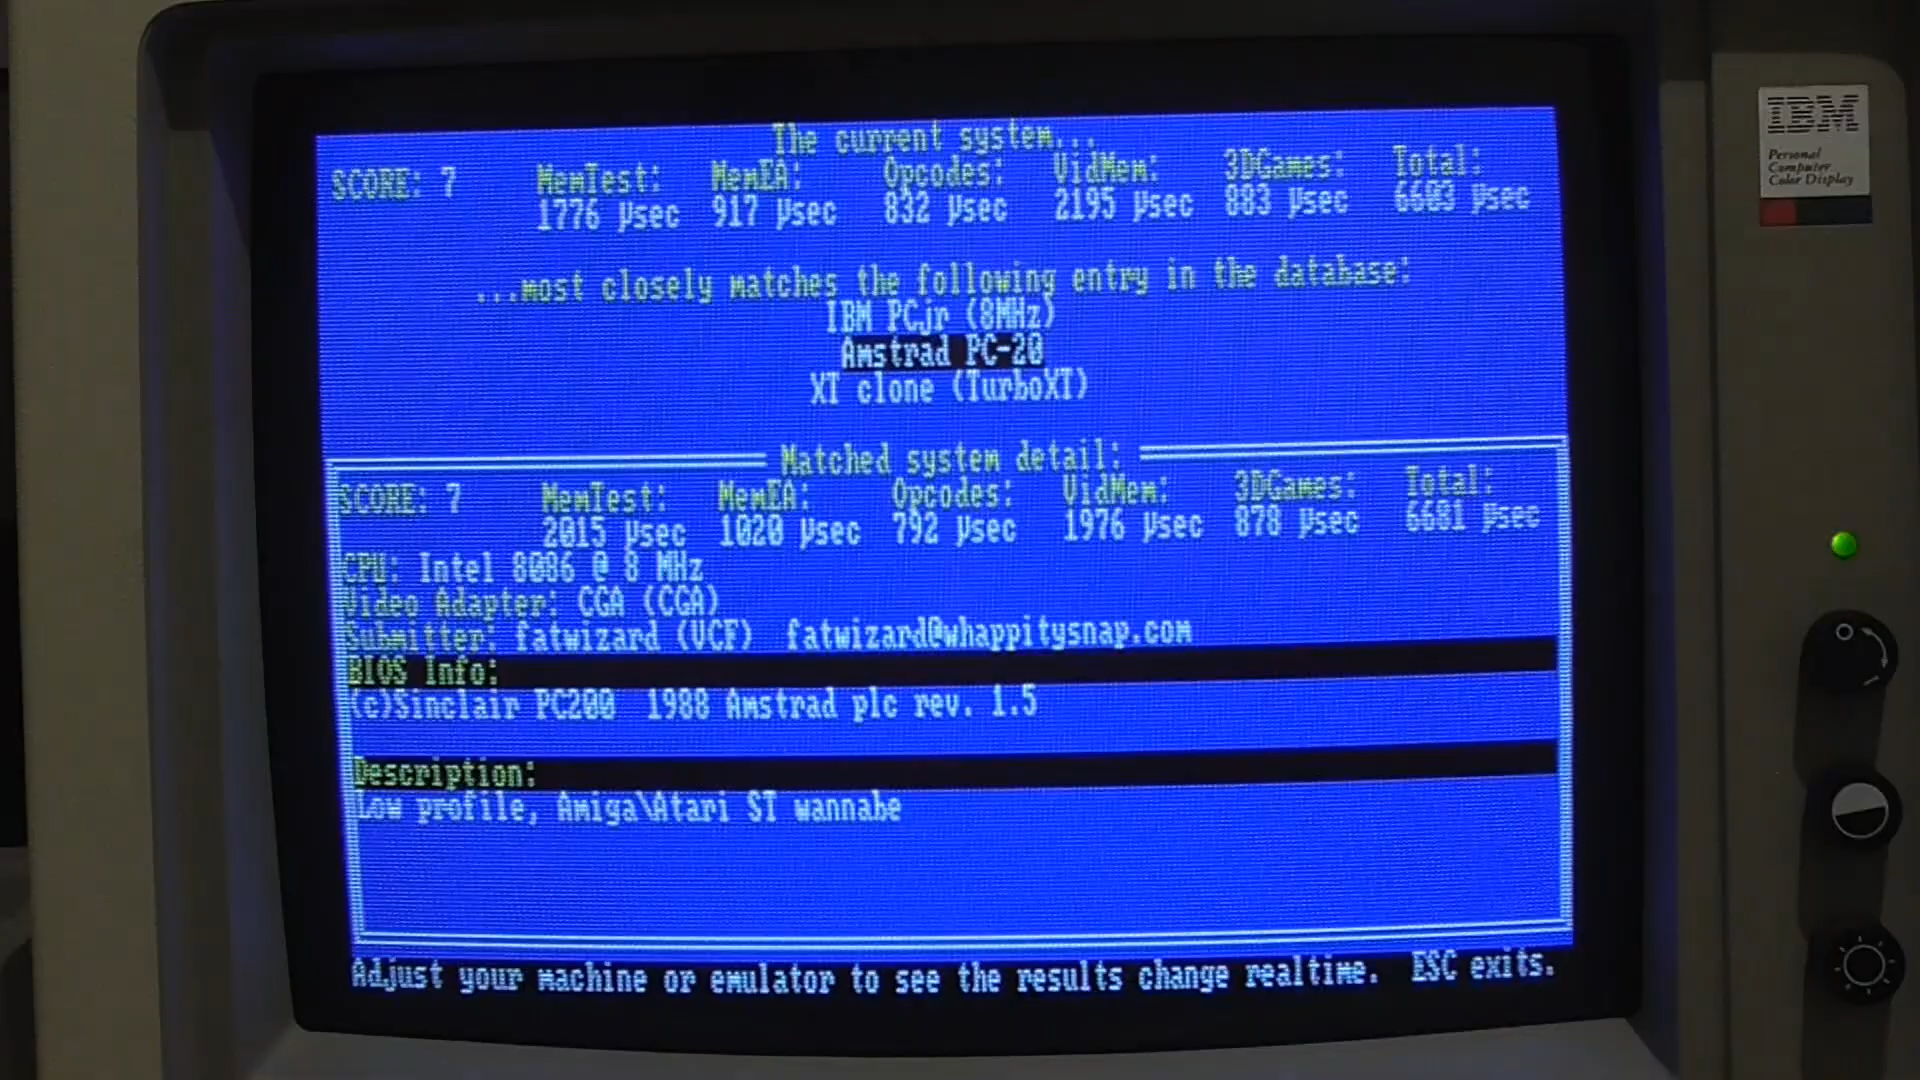 The current system...
SCORE: 7 MemTest: MemEA: Opcodes: VidMem: 3DGames: Total:
1776 µsec 917 µsec 832 µsec 2195 µsec 883 µsec 6603 µsec
...most closely matches the following entry in the database:
IBM PCjr (8MHz)
Amstrad PC-20
XT clone (TurboXT)
Matched system detail:
SCORE: 7 MemTest: MemEA: Opcodes: VidMem: 3DGames: Total:
2015 µsec 1020 µsec 792 µsec 1976 µsec 878 µsec 6681 µsec
CPU: Intel 8086 @ 8 MHz
Video Adapter: CGA (CGA)
Submitter: fatwizard (VCF) fatwizard@whappitysnap.com
BIOS Info:
(c)Sinclair PC200 1988 Amstrad plc rev. 1.5
Description:
Low profile, Amiga\Atari ST wannabe
Adjust your machine or emulator to see the results change realtime. ESC exits.
IBM
Personal
Computer
Color Display